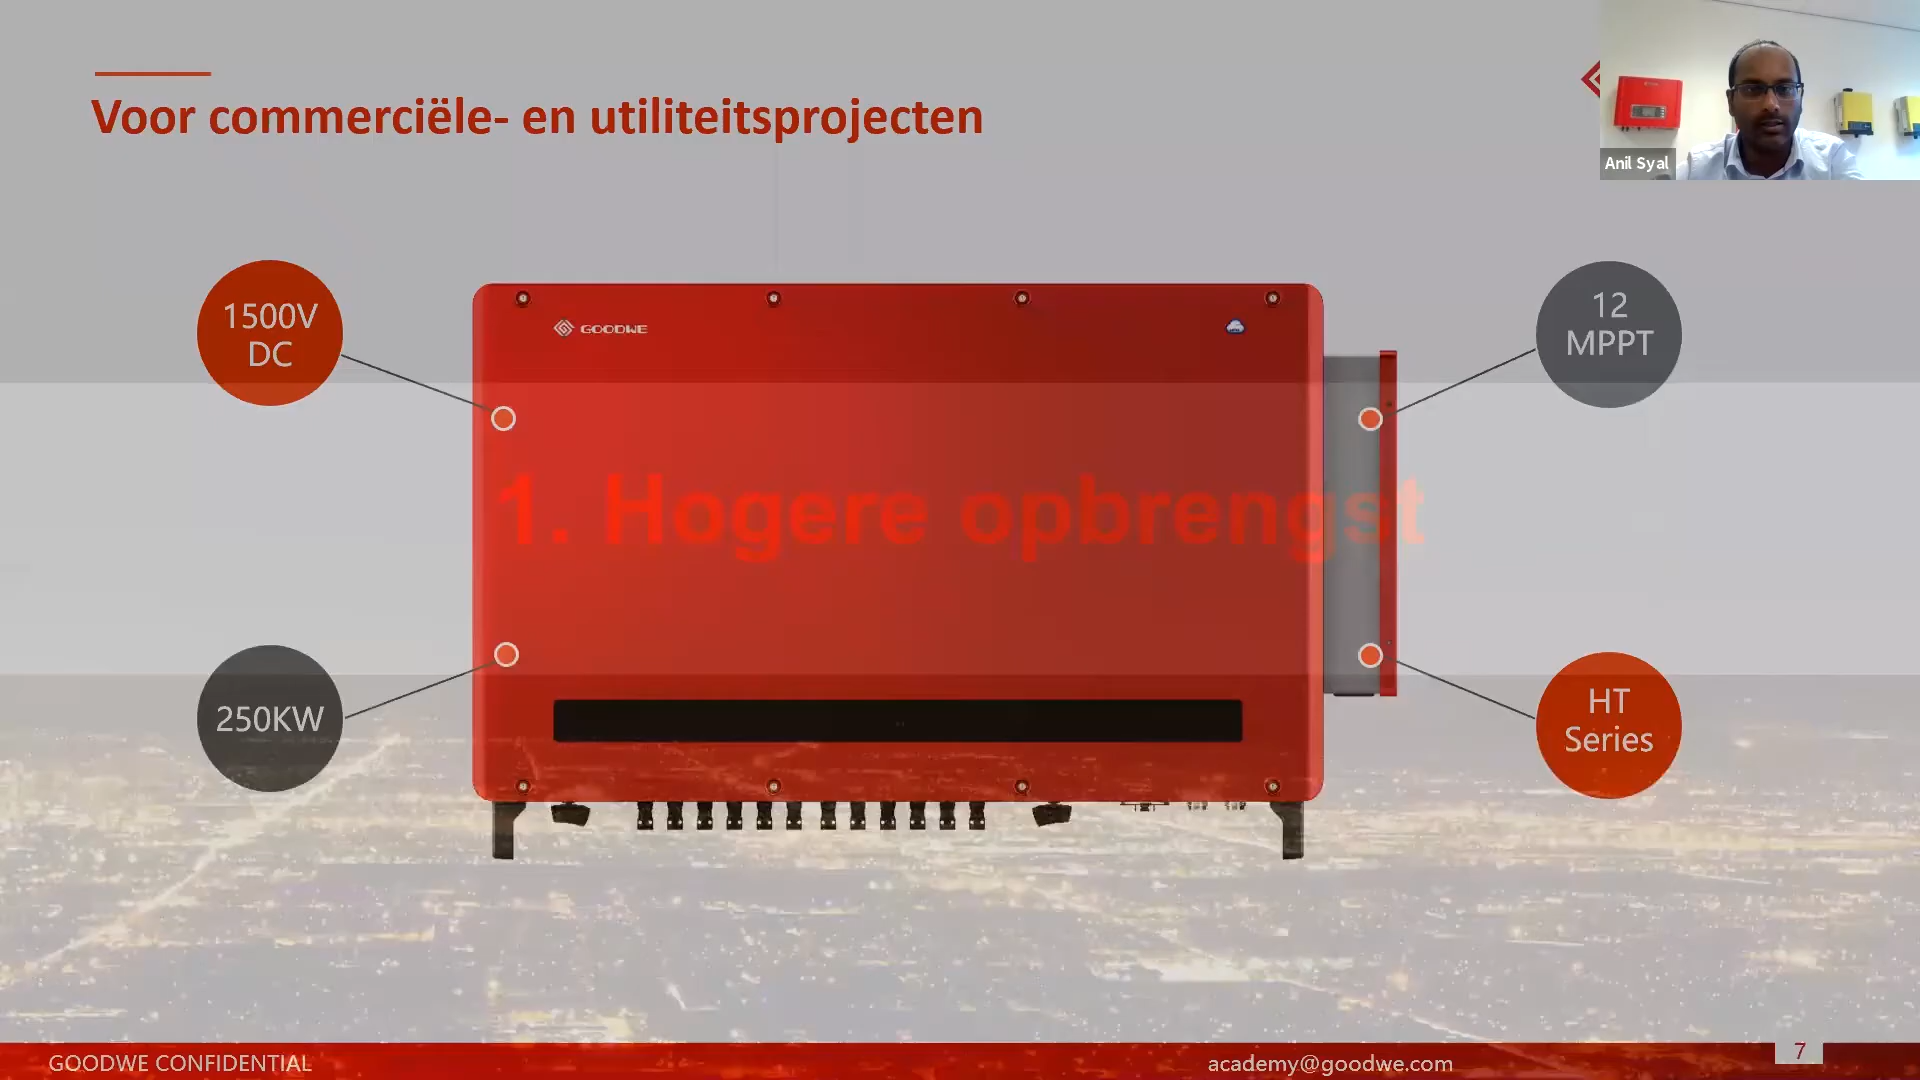 Voor commerciële- en utiliteitsprojecten
Anil Syal
1500V
DC
12
MPPT
GOODWE
1. Hogere opbrengst
250KW
HT
Series
GOODWE CONFIDENTIAL
academy@goodwe.com
7